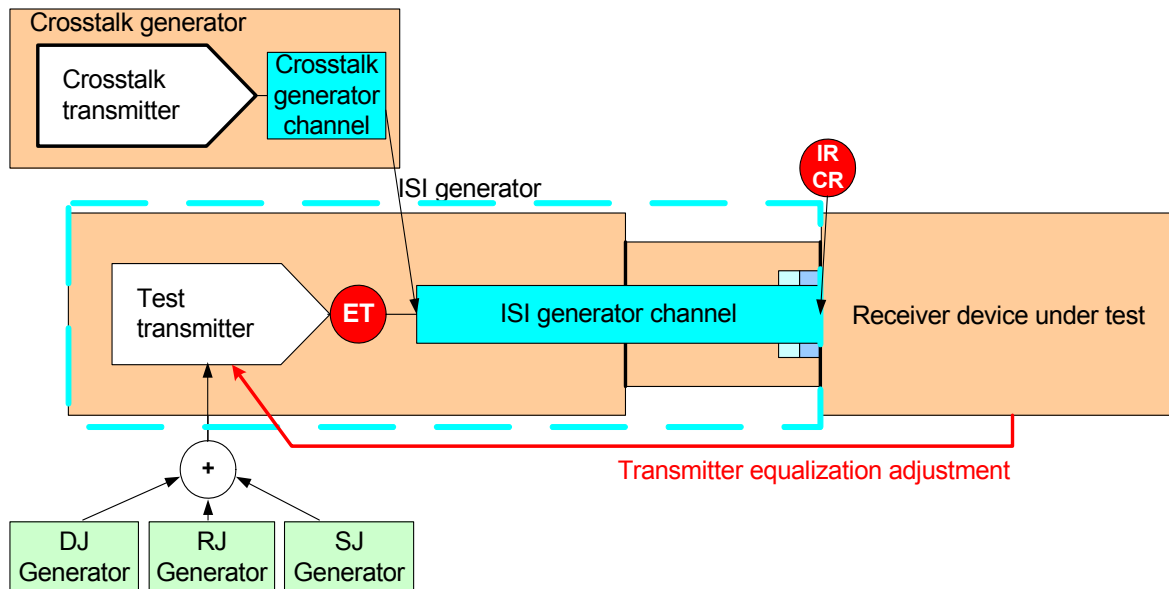 Crosstalk generator
Crosstalk
transmitter
Crosstalk
generator
channel
IR
CR
ISI generator
Test
transmitter
ET
ISI generator channel
Receiver device under test
Transmitter equalization adjustment
+
DJ
Generator
RJ
Generator
SJ
Generator